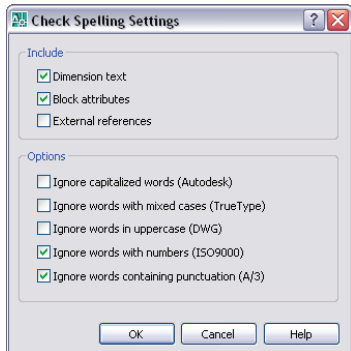 Check Spelling Settings
Include
Dimension text
Block attributes
External references
Options
Ignore capitalized words (Autodesk)
Ignore words with mixed cases (TrueType)
Ignore words in uppercase (DWG)
Ignore words with numbers (ISO9000)
Ignore words containing punctuation (A/3)
OK Cancel Help